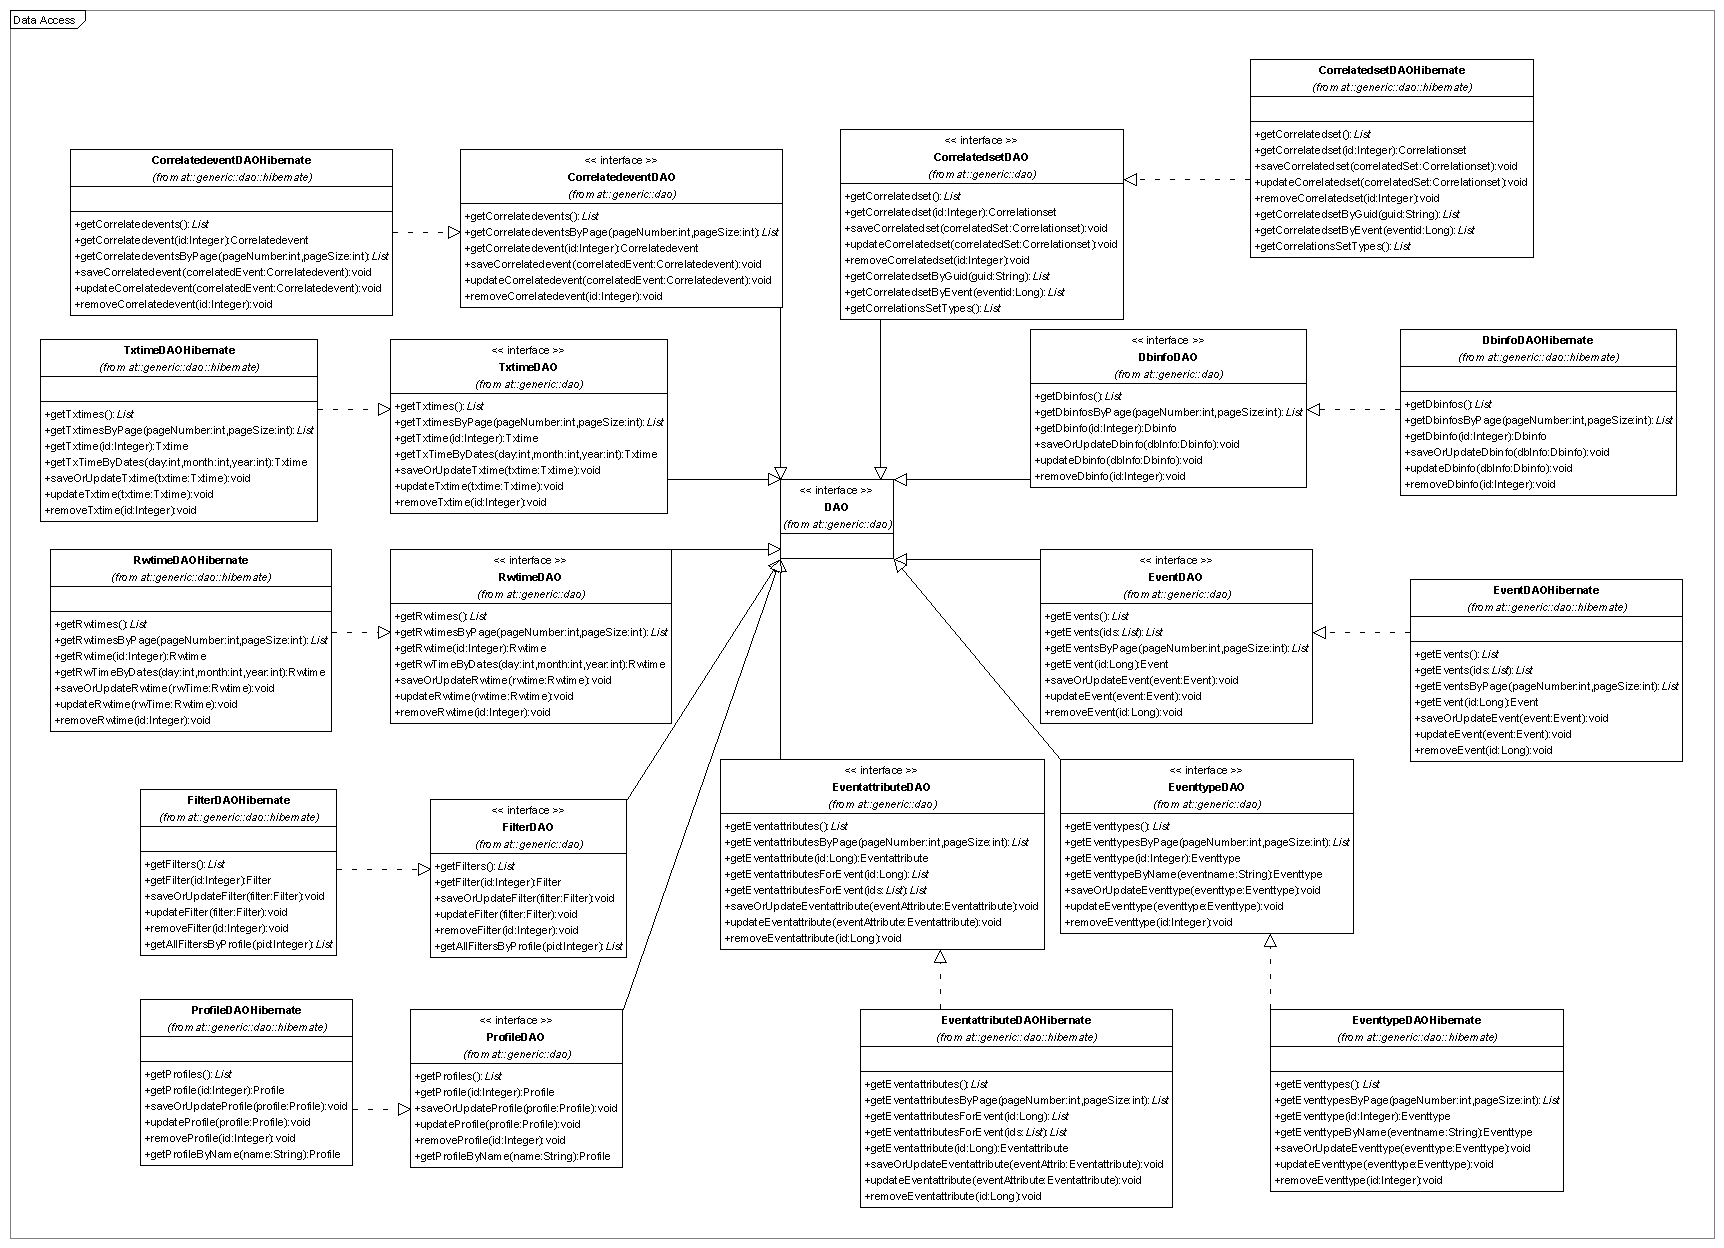 Data Access
CorrelatedsetDAOHibernate
(from at::generic::dao::hibernate)
+getCorrelatedset():List
+getCorrelatedset(id:Integer):Correlationset
+saveCorrelatedset(correlatedSet:Correlationset):void
+updateCorrelatedset(correlatedSet:Correlationset):void
+removeCorrelatedset(id:Integer):void
+getCorrelatedsetByGuid(guid:String):List
+getCorrelatedsetByEvent(eventid:Long):List
+getCorrelationsSetTypes():List
<< interface >>
CorrelatedsetDAO
(from at::generic::dao)
+getCorrelatedset():List
+getCorrelatedset(id:Integer):Correlationset
+saveCorrelatedset(correlatedSet:Correlationset):void
+updateCorrelatedset(correlatedSet:Correlationset):void
+removeCorrelatedset(id:Integer):void
+getCorrelatedsetByGuid(guid:String):List
+getCorrelatedsetByEvent(eventid:Long):List
+getCorrelationsSetTypes():List
CorrelatedeventDAOHibernate
(from at::generic::dao::hibernate)
+getCorrelatedevents():List
+getCorrelatedevent(id:Integer):Correlatedevent
+getCorrelatedeventsByPage(pageNumber:int,pageSize:int):List
+saveCorrelatedevent(correlatedEvent:Correlatedevent):void
+updateCorrelatedevent(correlatedEvent:Correlatedevent):void
+removeCorrelatedevent(id:Integer):void
<< interface >>
CorrelatedeventDAO
(from at::generic::dao)
+getCorrelatedevents():List
+getCorrelatedeventsByPage(pageNumber:int,pageSize:int):List
+getCorrelatedevent(id:Integer):Correlatedevent
+saveCorrelatedevent(correlatedEvent:Correlatedevent):void
+updateCorrelatedevent(correlatedEvent:Correlatedevent):void
+removeCorrelatedevent(id:Integer):void
TxtimeDAOHibernate
(from at::generic::dao::hibernate)
+getTxtimes():List
+getTxtimesByPage(pageNumber:int,pageSize:int):List
+getTxtime(id:Integer):Txtime
+getTxTimeByDates(day:int,month:int,year:int):Txtime
+saveOrUpdateTxtime(txtime:Txtime):void
+updateTxtime(txtime:Txtime):void
+removeTxtime(id:Integer):void
<< interface >>
TxtimeDAO
(from at::generic::dao)
+getTxtimes():List
+getTxtimesByPage(pageNumber:int,pageSize:int):List
+getTxtime(id:Integer):Txtime
+getTxTimeByDates(day:int,month:int,year:int):Txtime
+saveOrUpdateTxtime(txtime:Txtime):void
+updateTxtime(txtime:Txtime):void
+removeTxtime(id:Integer):void
<< interface >>
DbinfoDAO
(from at::generic::dao)
+getDbinfos():List
+getDbinfosByPage(pageNumber:int,pageSize:int):List
+getDbinfo(id:Integer):Dbinfo
+saveOrUpdateDbinfo(dbInfo:Dbinfo):void
+updateDbinfo(dbInfo:Dbinfo):void
+removeDbinfo(id:Integer):void
DbinfoDAOHibernate
(from at::generic::dao::hibernate)
+getDbinfos():List
+getDbinfosByPage(pageNumber:int,pageSize:int):List
+getDbinfo(id:Integer):Dbinfo
+saveOrUpdateDbinfo(dbInfo:Dbinfo):void
+updateDbinfo(dbInfo:Dbinfo):void
+removeDbinfo(id:Integer):void
<< interface >>
DAO
(from at::generic::dao)
RwtimeDAOHibernate
(from at::generic::dao::hibernate)
+getRwtimes():List
+getRwtimesByPage(pageNumber:int,pageSize:int):List
+getRwtime(id:Integer):Rwtime
+getRwTimeByDates(day:int,month:int,year:int):Rwtime
+saveOrUpdateRwtime(rwTime:Rwtime):void
+updateRwtime(rwTime:Rwtime):void
+removeRwtime(id:Integer):void
<< interface >>
RwtimeDAO
(from at::generic::dao)
+getRwtimes():List
+getRwtimesByPage(pageNumber:int,pageSize:int):List
+getRwtime(id:Integer):Rwtime
+getRwTimeByDates(day:int,month:int,year:int):Rwtime
+saveOrUpdateRwtime(rwtime:Rwtime):void
+updateRwtime(rwtime:Rwtime):void
+removeRwtime(id:Integer):void
<< interface >>
EventDAO
(from at::generic::dao)
+getEvents():List
+getEvents(ids:List):List
+getEventsByPage(pageNumber:int,pageSize:int):List
+getEvent(id:Long):Event
+saveOrUpdateEvent(event:Event):void
+updateEvent(event:Event):void
+removeEvent(id:Long):void
EventDAOHibernate
(from at::generic::dao::hibernate)
+getEvents():List
+getEvents(ids:List):List
+getEventsByPage(pageNumber:int,pageSize:int):List
+getEvent(id:Long):Event
+saveOrUpdateEvent(event:Event):void
+updateEvent(event:Event):void
+removeEvent(id:Long):void
FilterDAOHibernate
(from at::generic::dao::hibernate)
+getFilters():List
+getFilter(id:Integer):Filter
+saveOrUpdateFilter(filter:Filter):void
+updateFilter(filter:Filter):void
+removeFilter(id:Integer):void
+getAllFiltersByProfile(pid:Integer):List
<< interface >>
FilterDAO
(from at::generic::dao)
+getFilters():List
+getFilter(id:Integer):Filter
+saveOrUpdateFilter(filter:Filter):void
+updateFilter(filter:Filter):void
+removeFilter(id:Integer):void
+getAllFiltersByProfile(pid:Integer):List
<< interface >>
EventattributeDAO
(from at::generic::dao)
+getEventattributes():List
+getEventattributesByPage(pageNumber:int,pageSize:int):List
+getEventattribute(id:Long):Eventattribute
+getEventattributesForEvent(id:Long):List
+getEventattributesForEvent(ids:List):List
+saveOrUpdateEventattribute(eventAttribute:Eventattribute):void
+updateEventattribute(eventAttribute:Eventattribute):void
+removeEventattribute(id:Long):void
<< interface >>
EventtypeDAO
(from at::generic::dao)
+getEventtypes():List
+getEventtypesByPage(pageNumber:int,pageSize:int):List
+getEventtype(id:Integer):Eventtype
+getEventtypeByName(eventname:String):Eventtype
+saveOrUpdateEventtype(eventtype:Eventtype):void
+updateEventtype(eventtype:Eventtype):void
+removeEventtype(id:Integer):void
ProfileDAOHibernate
(from at::generic::dao::hibernate)
+getProfiles():List
+getProfile(id:Integer):Profile
+saveOrUpdateProfile(profile:Profile):void
+updateProfile(profile:Profile):void
+removeProfile(id:Integer):void
+getProfileByName(name:String):Profile
<< interface >>
ProfileDAO
(from at::generic::dao)
+getProfiles():List
+getProfile(id:Integer):Profile
+saveOrUpdateProfile(profile:Profile):void
+updateProfile(profile:Profile):void
+removeProfile(id:Integer):void
+getProfileByName(name:String):Profile
EventattributeDAOHibernate
(from at::generic::dao::hibernate)
+getEventattributes():List
+getEventattributesByPage(pageNumber:int,pageSize:int):List
+getEventattributesForEvent(id:Long):List
+getEventattributesForEvent(ids:List):List
+getEventattribute(id:Long):Eventattribute
+saveOrUpdateEventattribute(eventAttrib:Eventattribute):void
+updateEventattribute(eventAttribute:Eventattribute):void
+removeEventattribute(id:Long):void
EventtypeDAOHibernate
(from at::generic::dao::hibernate)
+getEventtypes():List
+getEventtypesByPage(pageNumber:int,pageSize:int):List
+getEventtype(id:Integer):Eventtype
+getEventtypeByName(eventname:String):Eventtype
+saveOrUpdateEventtype(eventtype:Eventtype):void
+updateEventtype(eventtype:Eventtype):void
+removeEventtype(id:Integer):void